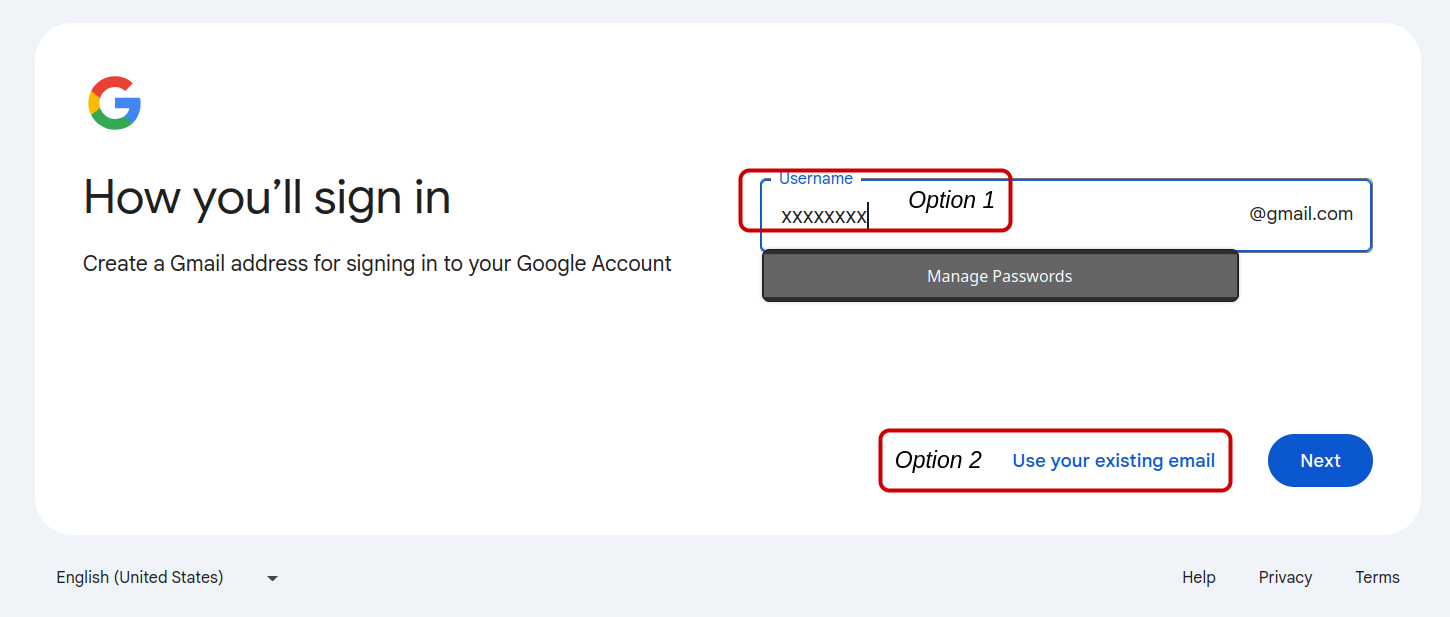 How you’ll sign in
Create a Gmail address for signing in to your Google Account
Username
xxxxxxxx
Option 1
@gmail.com
Manage Passwords
Option 2
Use your existing email
Next
English (United States)
Help
Privacy
Terms